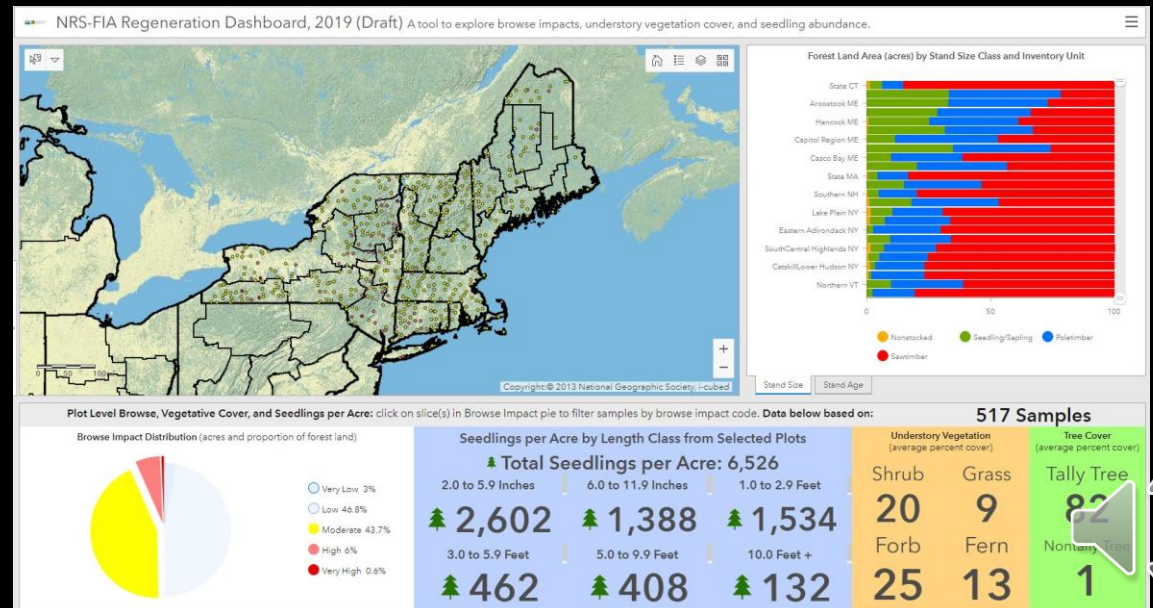 NRS-FIA Regeneration Dashboard, 2019 (Draft) A tool to explore browse impacts, understory vegetation cover, and seedling abundance.
Forest Land Area (acres) by Stand Size Class and Inventory Unit
State CT
Aroostook ME
Hancock ME
Capitol Region ME
Casco Bay ME
State MA
Southern NH
Lake Plain NY
Eastern Adirondack NY
SouthCentral Highlands NY
CatskillLower Hudson NY
Northern VT
0 50 100
Nonstocked Seedling/Sapling Poletimber
Sawtimber
0 50 100
Copyright:© 2013 National Geographic Society, i-cubed
Stand Size Stand Age
Plot Level Browse, Vegetative Cover, and Seedlings per Acre: click on slice(s) in Browse Impact pie to filter samples by browse impact code. Data below based on: 517 Samples
Browse Impact Distribution (acres and proportion of forest land)
Very Low 3%
Low 46.8%
Moderate 43.7%
High 6%
Very High 0.6%
Seedlings per Acre by Length Class from Selected Plots
Total Seedlings per Acre: 6,526
2.0 to 5.9 Inches 6.0 to 11.9 Inches 1.0 to 2.9 Feet
2,602 1,388 1,534
3.0 to 5.9 Feet 5.0 to 9.9 Feet 10.0 Feet +
462 408 132
Understory Vegetation
(average percent cover)
Shrub Grass
20 9
Forb Fern
25 13
Tree Cover
(average percent cover)
Tally Tree
82
Nontally Tree
1